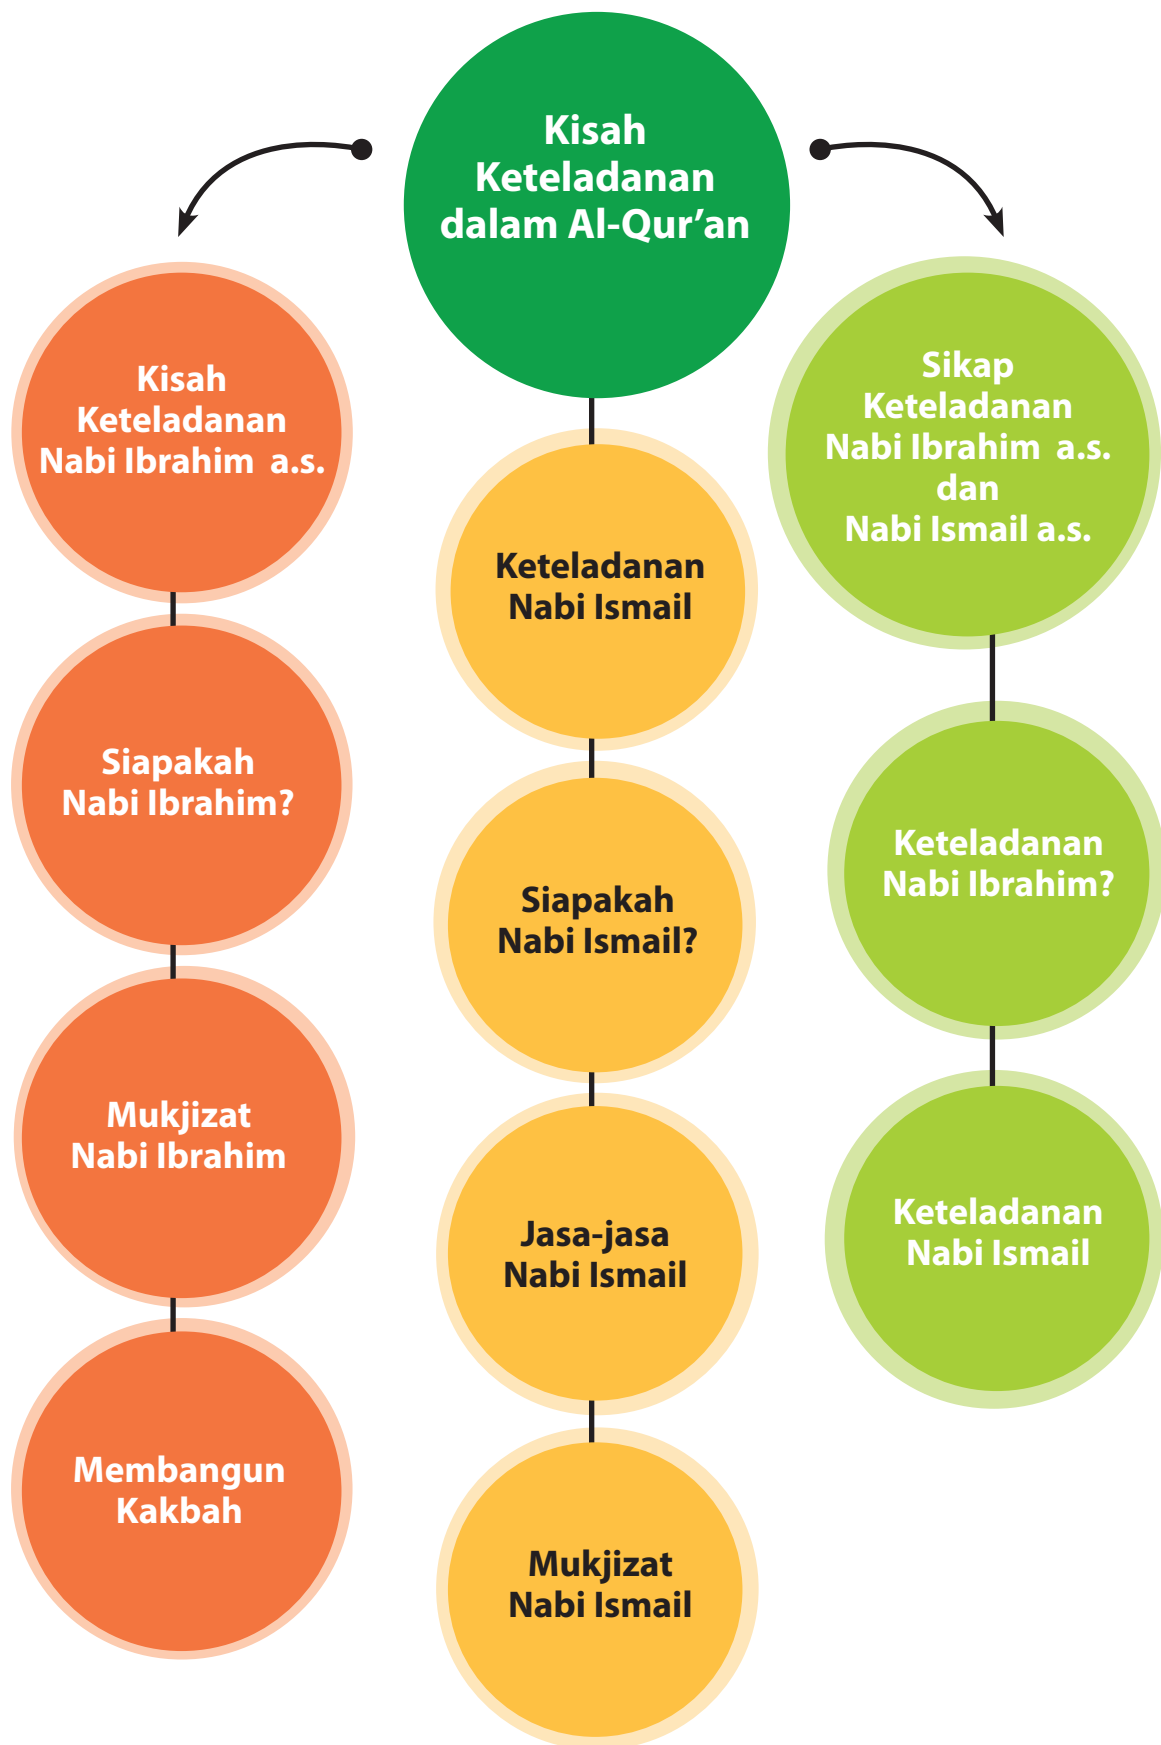 Kisah
Keteladanan
dalam Al-Qur’an
Kisah
Keteladanan
Nabi Ibrahim a.s.
Siapakah
Nabi Ibrahim?
Mukjizat
Nabi Ibrahim
Membangun
Kakbah
Keteladanan
Nabi Ismail
Siapakah
Nabi Ismail?
Jasa-jasa
Nabi Ismail
Mukjizat
Nabi Ismail
Sikap
Keteladanan
Nabi Ibrahim a.s.
dan
Nabi Ismail a.s.
Keteladanan
Nabi Ibrahim?
Keteladanan
Nabi Ismail